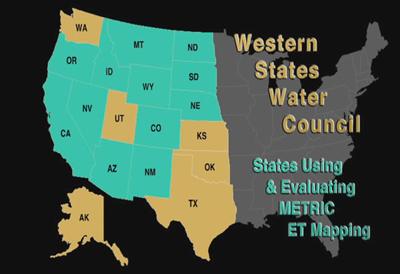 WA
MT
ND
OR
ID
SD
WY
NE
NV
UT
CO
KS
CA
AZ
NM
OK
TX
AK
Western
States
Water
Council
States Using
& Evaluating
METRIC
ET Mapping